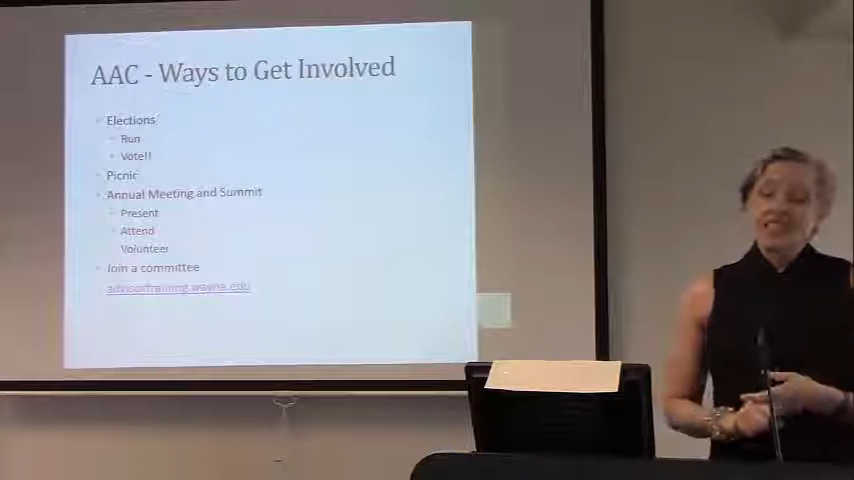 AAC - Ways to Get Involved
Elections
Run
Vote!!
Picnic
Annual Meeting and Summit
Present
Attend
Volunteer
Join a committee
advisortraining.wayne.edu